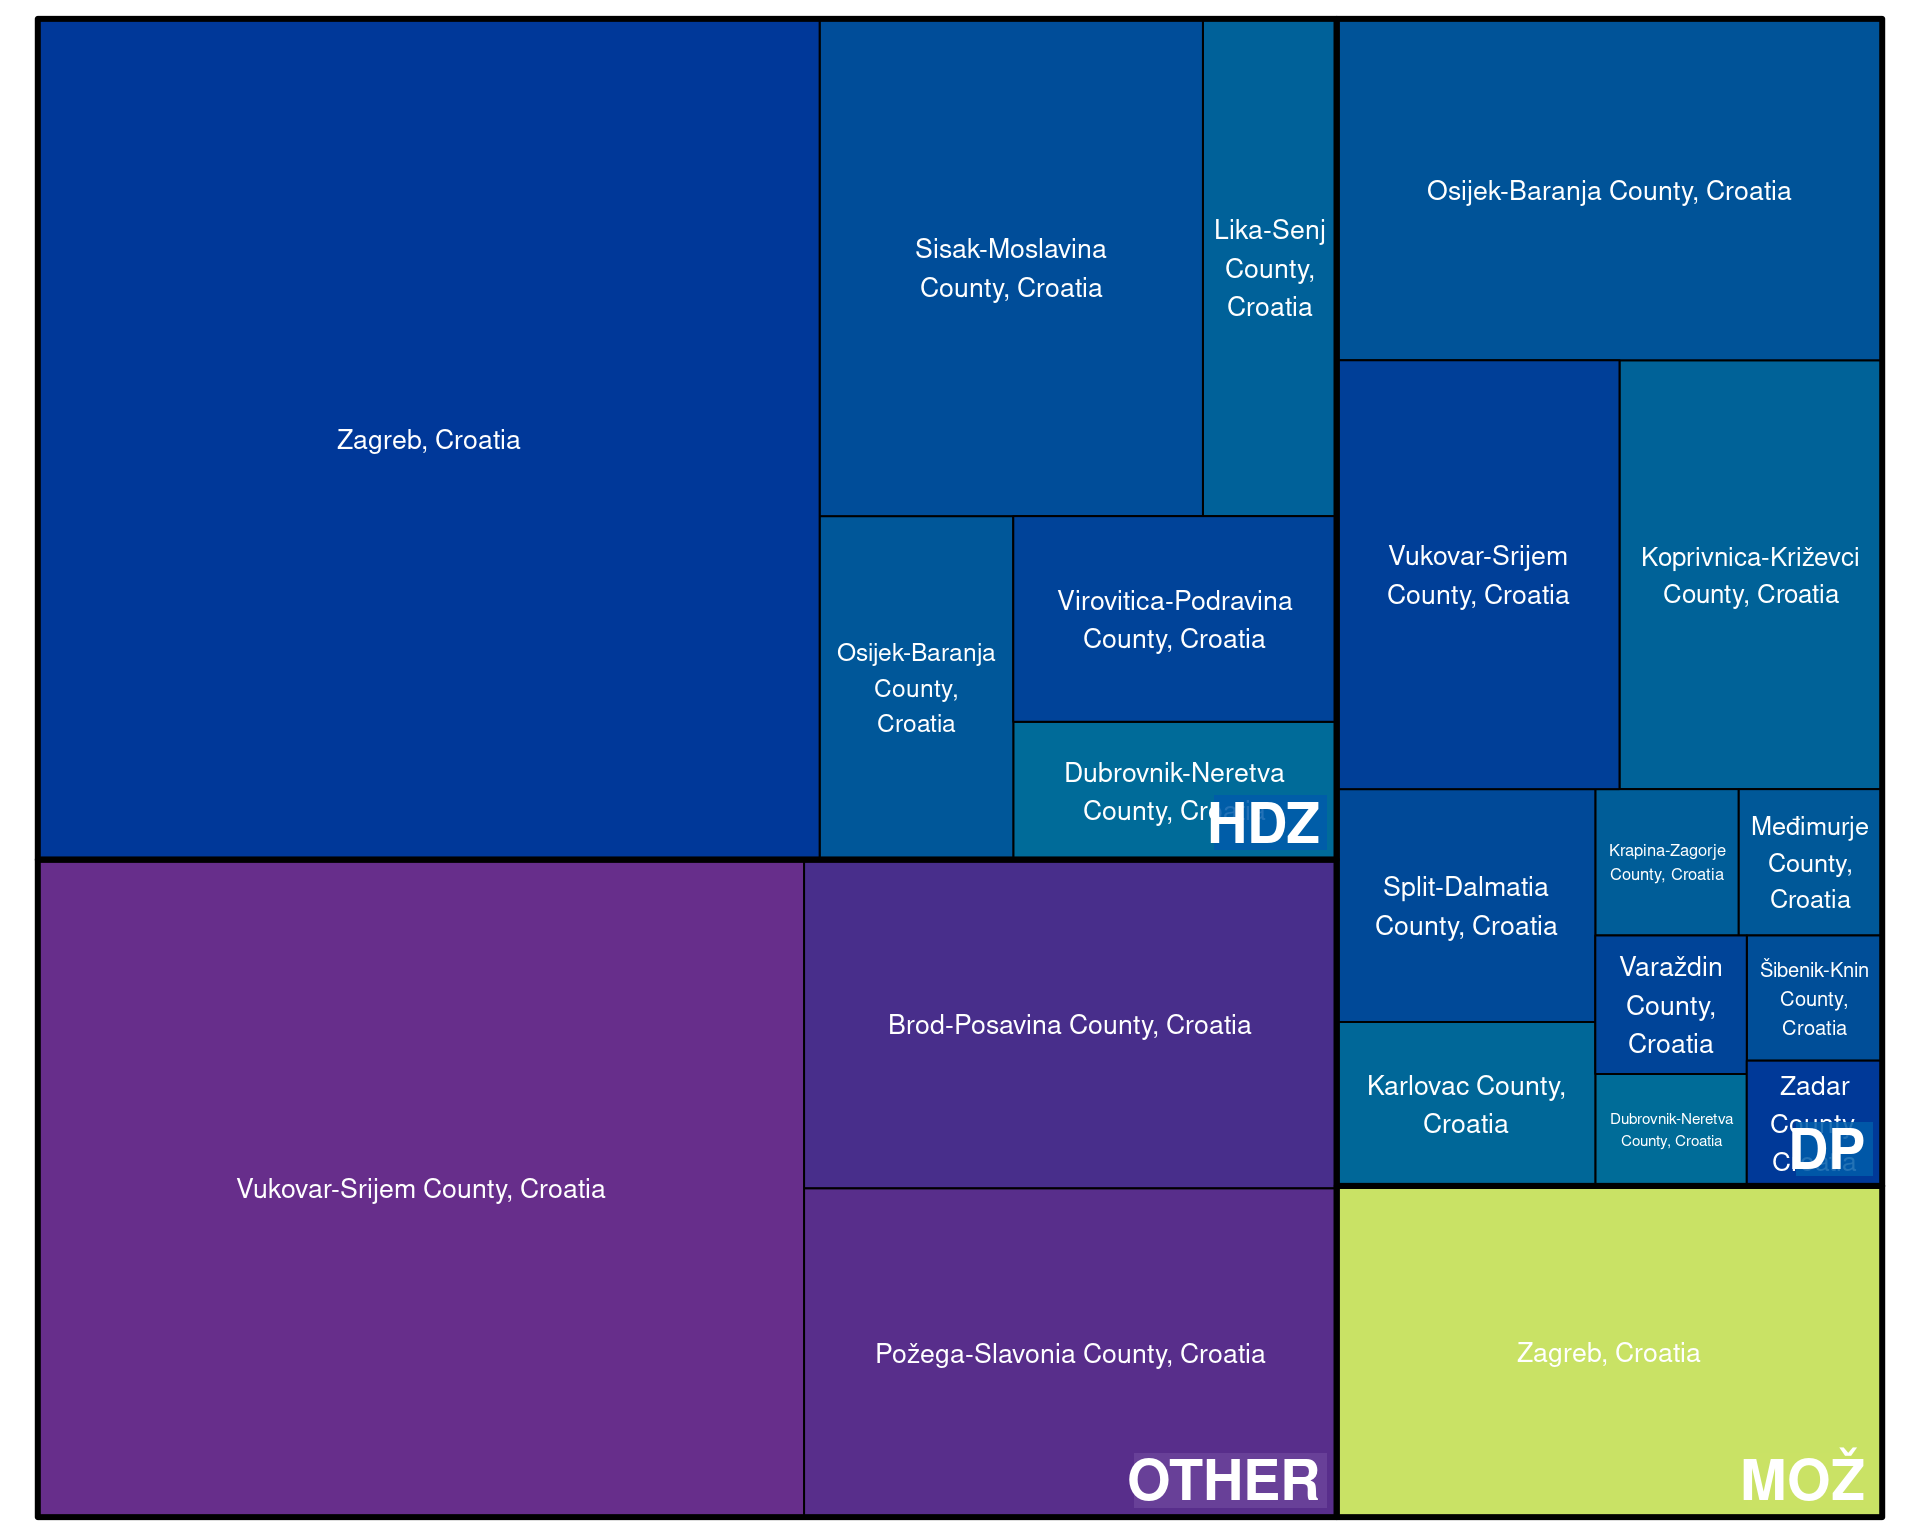 Zagreb, Croatia
Sisak-Moslavina
County, Croatia
Lika-Senj
County,
Croatia
Osijek-Baranja
County,
Croatia
Virovitica-Podravina
County, Croatia
Dubrovnik-Neretva
County, Croatia
HDZ
Osijek-Baranja County, Croatia
Vukovar-Srijem
County, Croatia
Koprivnica-Križevci
County, Croatia
Split-Dalmatia
County, Croatia
Karlovac County,
Croatia
Krapina-Zagorje
County, Croatia
Međimurje
County,
Croatia
Varaždin
County,
Croatia
Šibenik-Knin
County,
Croatia
Dubrovnik-Neretva
County, Croatia
Zadar
County,
Croatia
DP
Vukovar-Srijem County, Croatia
Brod-Posavina County, Croatia
Požega-Slavonia County, Croatia
OTHER
Zagreb, Croatia
MOŽ